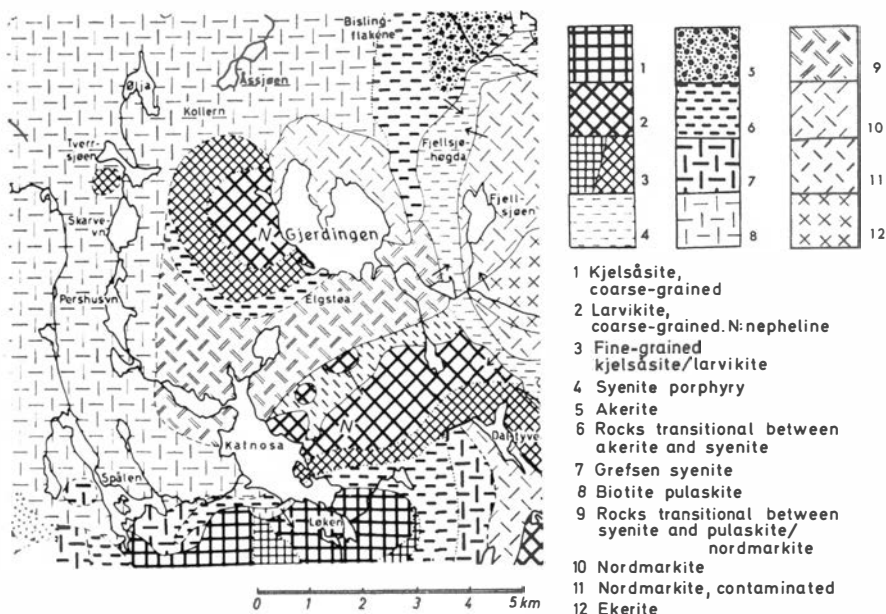 Bisling-
flakene
Åssjøen
Ølja
Kollern
Tverr-
sjøen
Fjellsjø-
høgda
Fjell-
sjøen
Skarve-
vn
N
Gjerdingen
Elgstøa
Pershusvn
N
Katnosa
Spålen
Løken
0 1 2 3 4 5 km
1
2
3
4
5
6
7
8
9
10
11
12
1 Kjelsåsite,
coarse-grained
2 Larvikite,
coarse-grained. N: nepheline
3 Fine-grained
kjelsåsite/larvikite
4 Syenite porphyry
5 Akerite
6 Rocks transitional between
akerite and syenite
7 Grefsen syenite
8 Biotite pulaskite
9 Rocks transitional between
syenite and pulaskite/
nordmarkite
10 Nordmarkite
11 Nordmarkite, contaminated
12 Ekerite